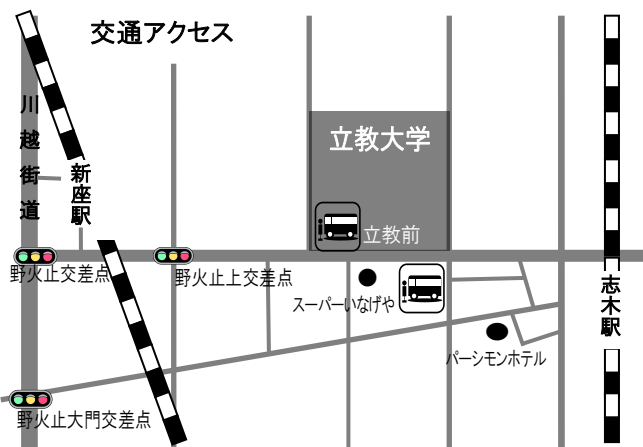 交通アクセス
川越街道
新座駅
立教大学
立教前
野火止交差点
野火止上交差点
スーパーいなげや
志木駅
パーシモンホテル
野火止大門交差点